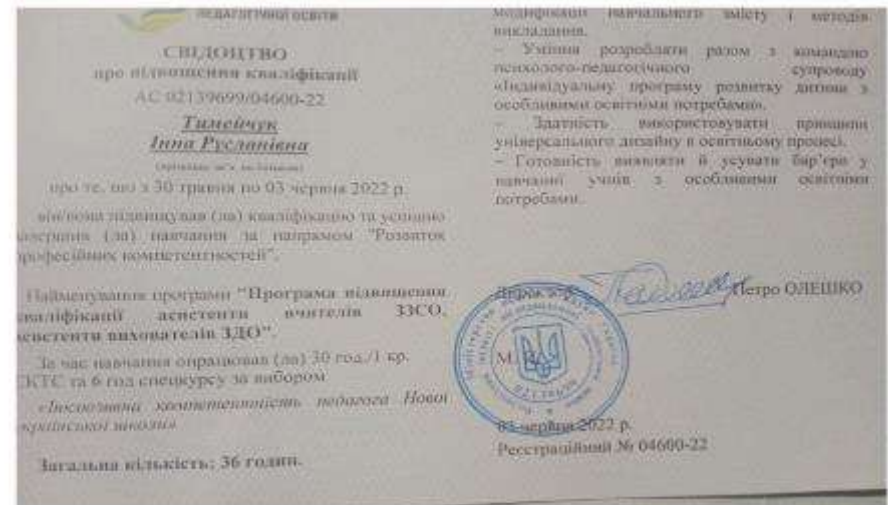 ПЕДАГОГІЧНОЇ ОСВІТИ
СВІДОЦТВО
про підвищення кваліфікації
АС 02139699/04600-22
Тимейчук
Інна Русланівна
про те, що з 30 травня по 03 червня 2022 р.
він/вона підвищував (ла) кваліфікацію та успішно
завершив (ла) навчання за напрямом "Розвиток
професійних компетентностей".
Найменування програми "Програма підвищення
кваліфікації асистенти вчителів ЗЗСО,
асистенти вихователів ЗДО".
За час навчання опрацював (ла) 30 год./1 кр.
ЄКТС та 6 год спецкурсу за вибором
«Інклюзивна компетентність педагога Нової
української школи»
Загальна кількість: 36 годин.
модифікації навчального змісту і методів
викладання.
– Уміння розробляти разом з командою
психолого-педагогічного супроводу
«Індивідуальну програму розвитку дитини з
особливими освітніми потребами».
– Здатність використовувати принципи
універсального дизайну в освітньому процесі.
– Готовність виявляти й усувати бар'єри у
навчанні учнів з особливими освітніми
потребами.
Петро ОЛЕШКО
М.
02139699
03 червня 2022 р.
Реєстраційний № 04600-22